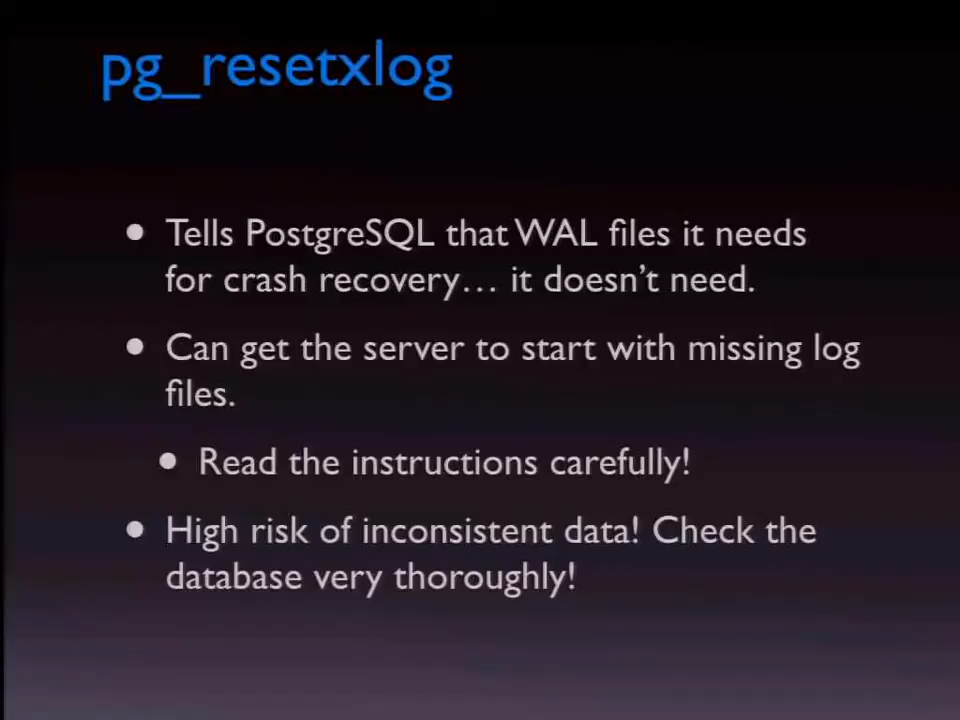 pg_resetxlog
• Tells PostgreSQL that WAL files it needs
for crash recovery… it doesn’t need.
• Can get the server to start with missing log
files.
• Read the instructions carefully!
• High risk of inconsistent data! Check the
database very thoroughly!